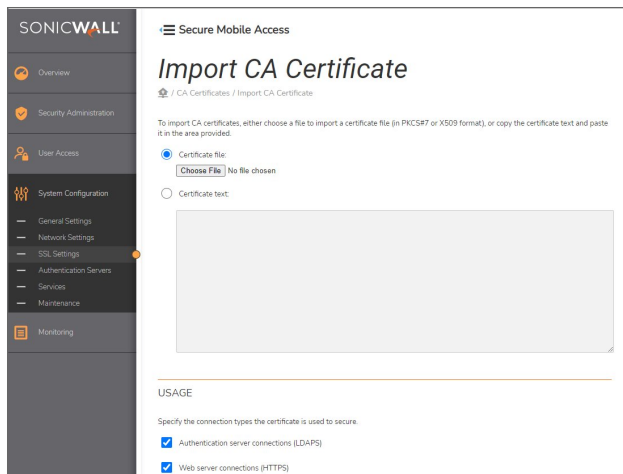 SONICWALL
Secure Mobile Access
Import CA Certificate
/ CA Certificates / Import CA Certificate
Overview
Security Administration
User Access
System Configuration
General Settings
Network Settings
SSL Settings
Authentication Servers
Services
Maintenance
Monitoring
To import CA certificates, either choose a file to import a certificate file (in PKCS#7 or X509 format), or copy the certificate text and paste
it in the area provided.
Certificate file:
Choose File No file chosen
Certificate text:
USAGE
Specify the connection types the certificate is used to secure.
Authentication server connections (LDAPS)
Web server connections (HTTPS)